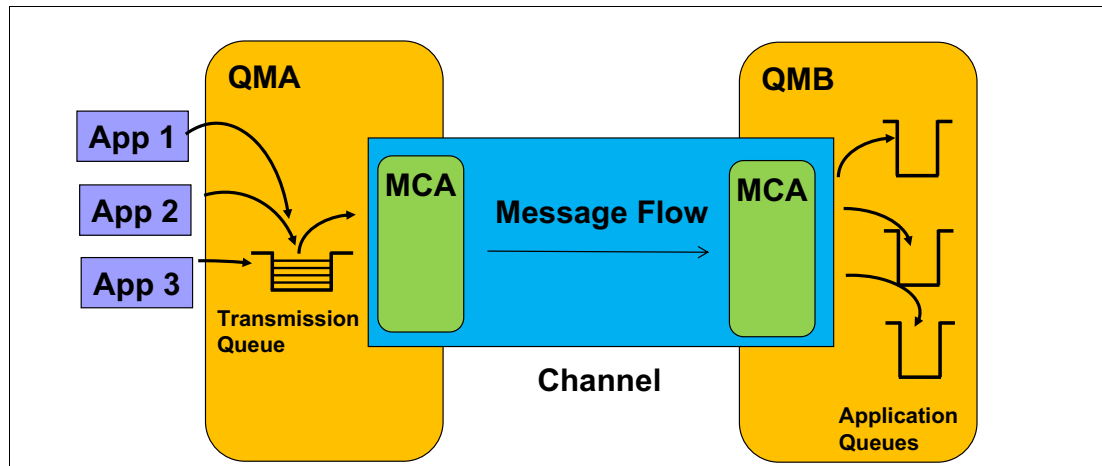 QMA
QMB
App 1
App 2
App 3
MCA
MCA
Message Flow
Transmission
Queue
Channel
Application
Queues